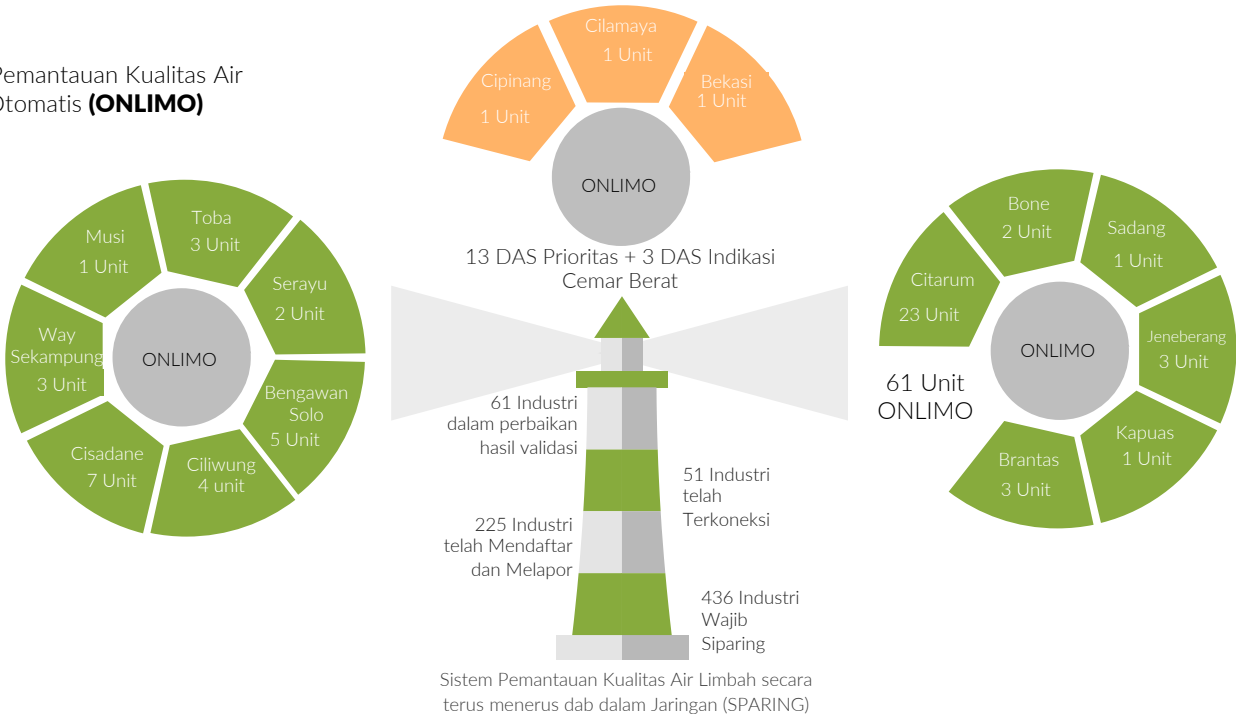 Pemantauan Kualitas Air
Otomatis (ONLIMO)
Cipinang
1 Unit
Cilamaya
1 Unit
Bekasi
1 Unit
ONLIMO
13 DAS Prioritas + 3 DAS Indikasi
Cemar Berat
Musi
1 Unit
Toba
3 Unit
Serayu
2 Unit
Way
Sekampung
3 Unit
ONLIMO
Bengawan
Solo
5 Unit
Cisadane
7 Unit
Ciliwung
4 unit
Bone
2 Unit
Sadang
1 Unit
Citarum
23 Unit
ONLIMO
Jeneberang
3 Unit
61 Unit
ONLIMO
Kapuas
1 Unit
Brantas
3 Unit
61 Industri
dalam perbaikan
hasil validasi
51 Industri
telah
Terkoneksi
225 Industri
telah Mendaftar
dan Melapor
436 Industri
Wajib
Siparing
Sistem Pemantauan Kualitas Air Limbah secara
terus menerus dab dalam Jaringan (SPARING)